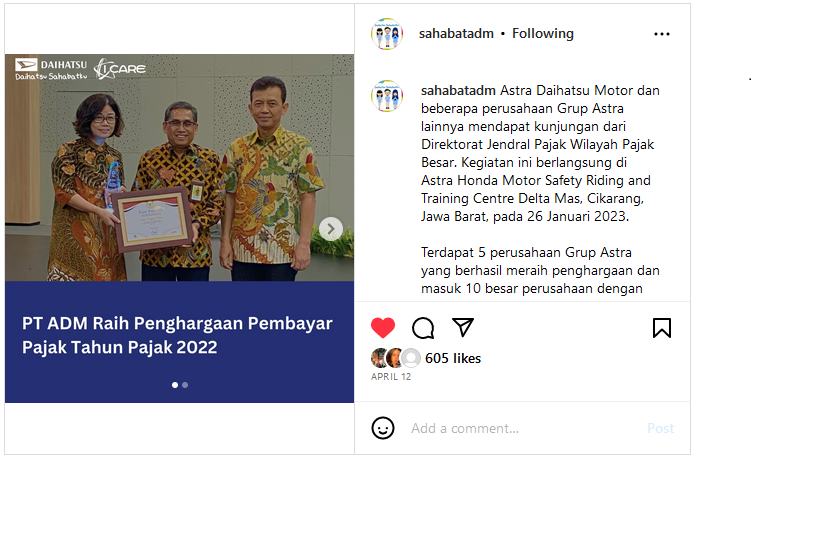 DAIHATSU
Daihatsu Sahabatku
I.CARE
PT ADM Raih Penghargaan Pembayar
Pajak Tahun Pajak 2022
sahabatadm • Following
sahabatadm Astra Daihatsu Motor dan
beberapa perusahaan Grup Astra
lainnya mendapat kunjungan dari
Direktorat Jendral Pajak Wilayah Pajak
Besar. Kegiatan ini berlangsung di
Astra Honda Motor Safety Riding and
Training Centre Delta Mas, Cikarang,
Jawa Barat, pada 26 Januari 2023.
Terdapat 5 perusahaan Grup Astra
yang berhasil meraih penghargaan dan
masuk 10 besar perusahaan dengan
605 likes
APRIL 12
Add a comment...
Post